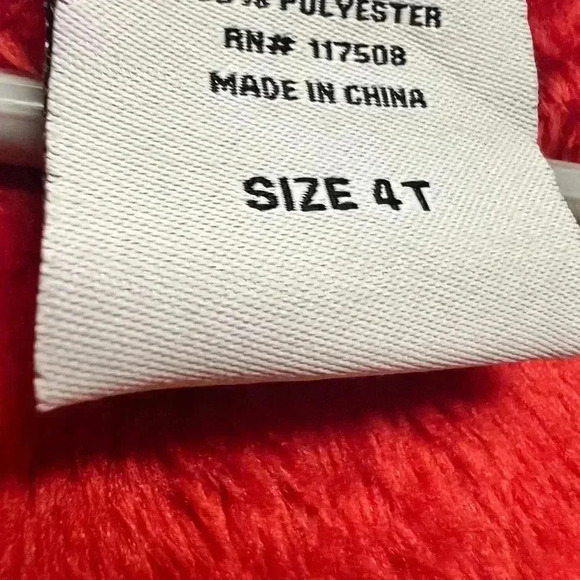 POLYESTER
RN# 117508
MADE IN CHINA
SIZE 4T